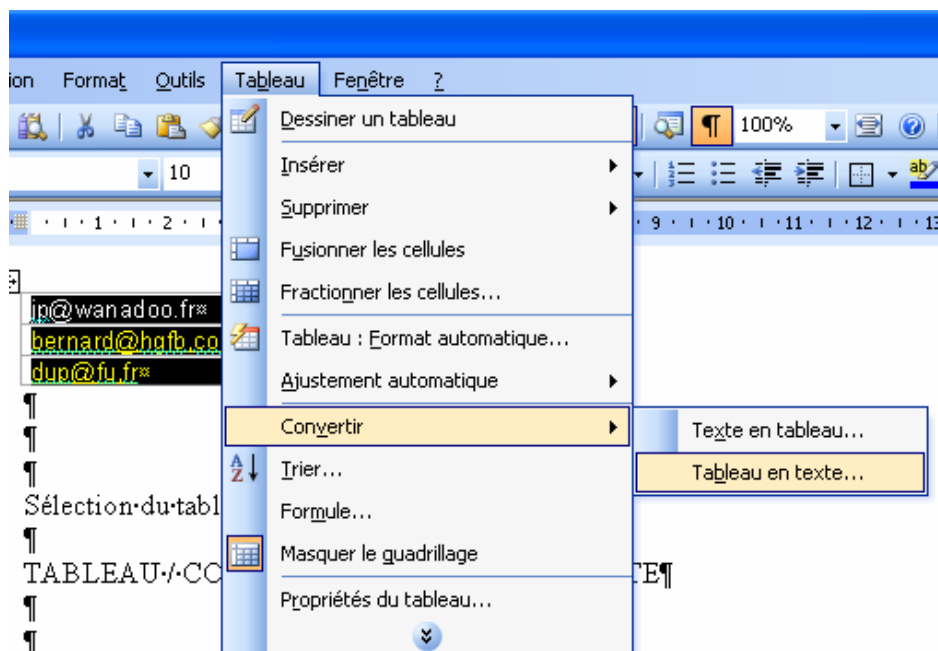 ion Format Outils Tableau Fenêtre ?
Dessiner un tableau
100%
10
Insérer
Supprimer
1 2 9 10 11 12 13
Fusionner les cellules
Fractionner les cellules...
jp@wanadoo.fr¤
Tableau : Format automatique...
bernard@hgfb.co
dup@fu,fr¤
Ajustement automatique
¶
Convertir
Texte en tableau...
¶
Trier...
Tableau en texte...
¶
Sélection·du·tabl
Formule...
¶
Masquer le quadrillage
TABLEAU·/·CO
TE¶
¶
Propriétés du tableau...
¶